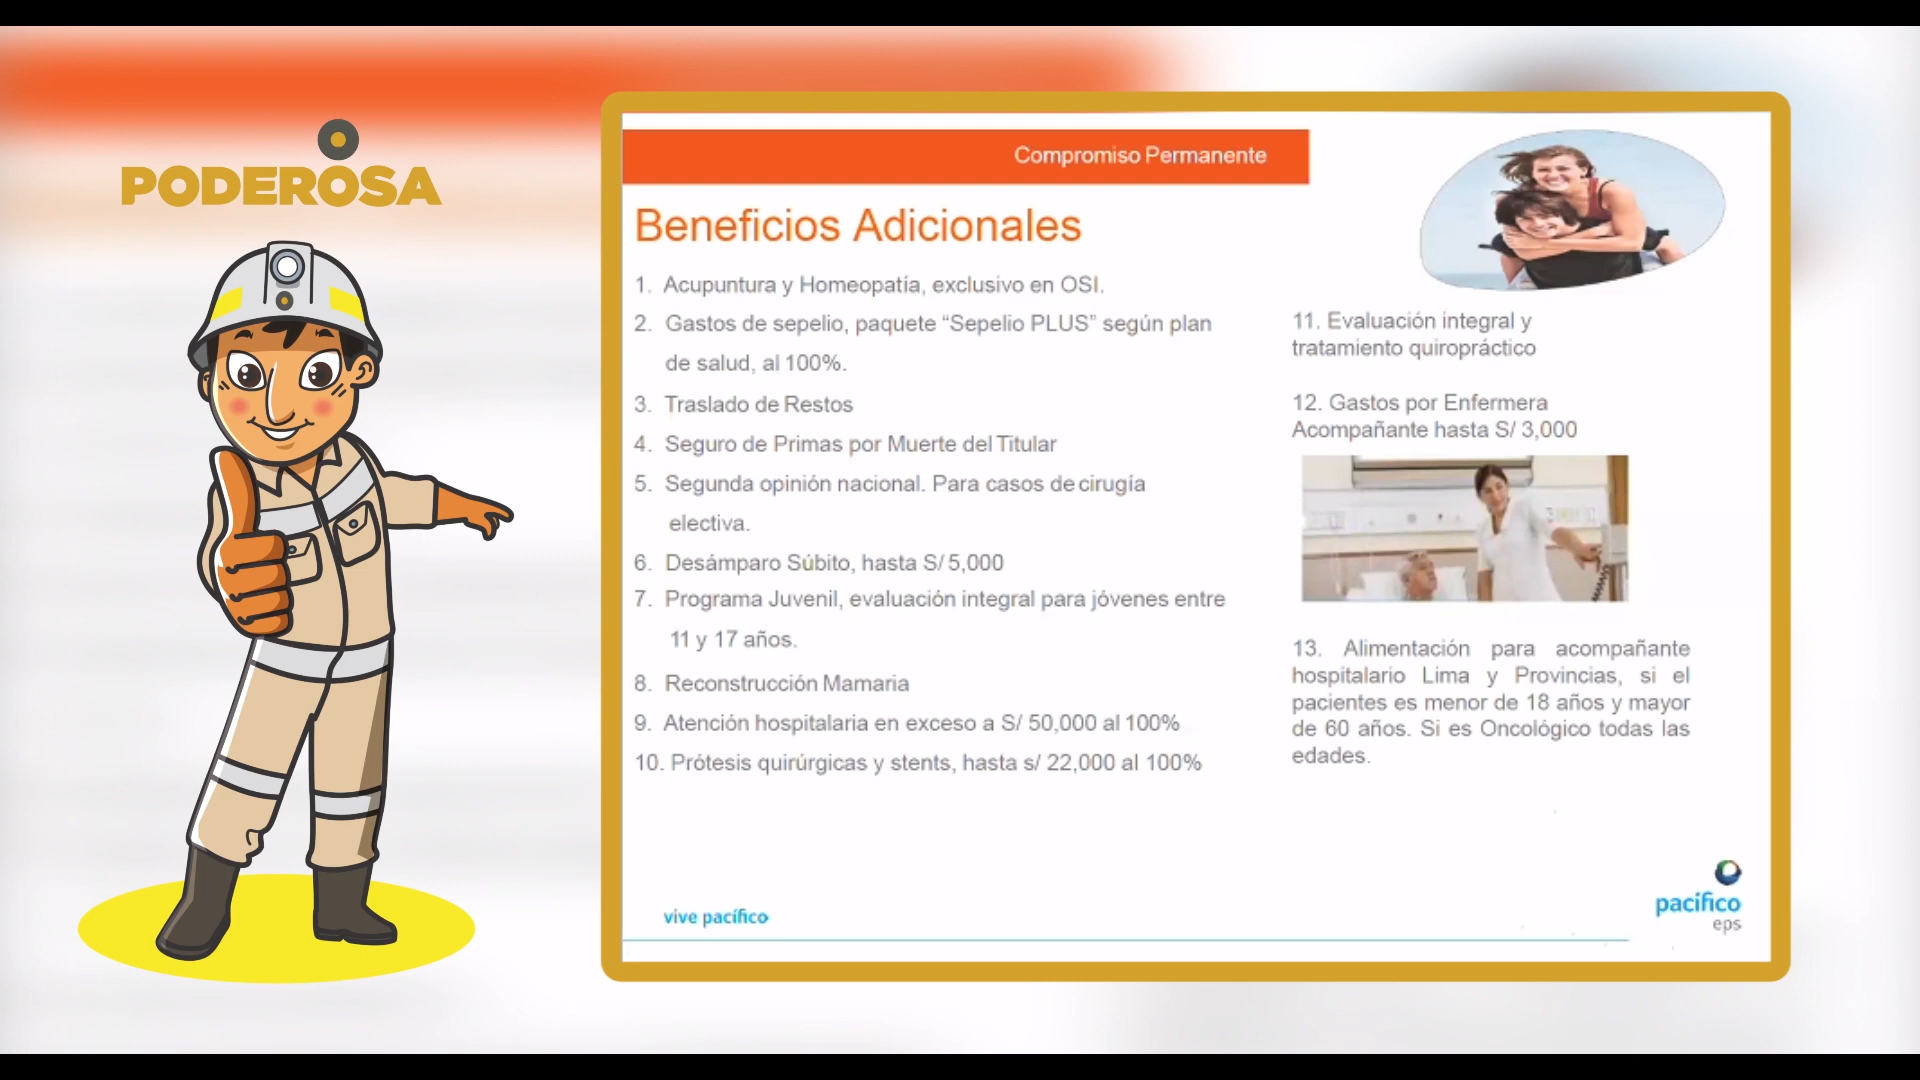 PODEROSA
Compromiso Permanente
Beneficios Adicionales
1. Acupuntura y Homeopatía, exclusivo en OSI.
2. Gastos de sepelio, paquete “Sepelio PLUS” según plan
de salud, al 100%.
3. Traslado de Restos
4. Seguro de Primas por Muerte del Titular
5. Segunda opinión nacional. Para casos de cirugía
electiva.
6. Desámparo Súbito, hasta S/ 5,000
7. Programa Juvenil, evaluación integral para jóvenes entre
11 y 17 años.
8. Reconstrucción Mamaria
9. Atención hospitalaria en exceso a S/ 50,000 al 100%
10. Prótesis quirúrgicas y stents, hasta s/ 22,000 al 100%
11. Evaluación integral y
tratamiento quiropráctico
12. Gastos por Enfermera
Acompañante hasta S/ 3,000
13. Alimentación para acompañante
hospitalario Lima y Provincias, si el
pacientes es menor de 18 años y mayor
de 60 años. Si es Oncológico todas las
edades.
vive pacífico
pacífico
eps